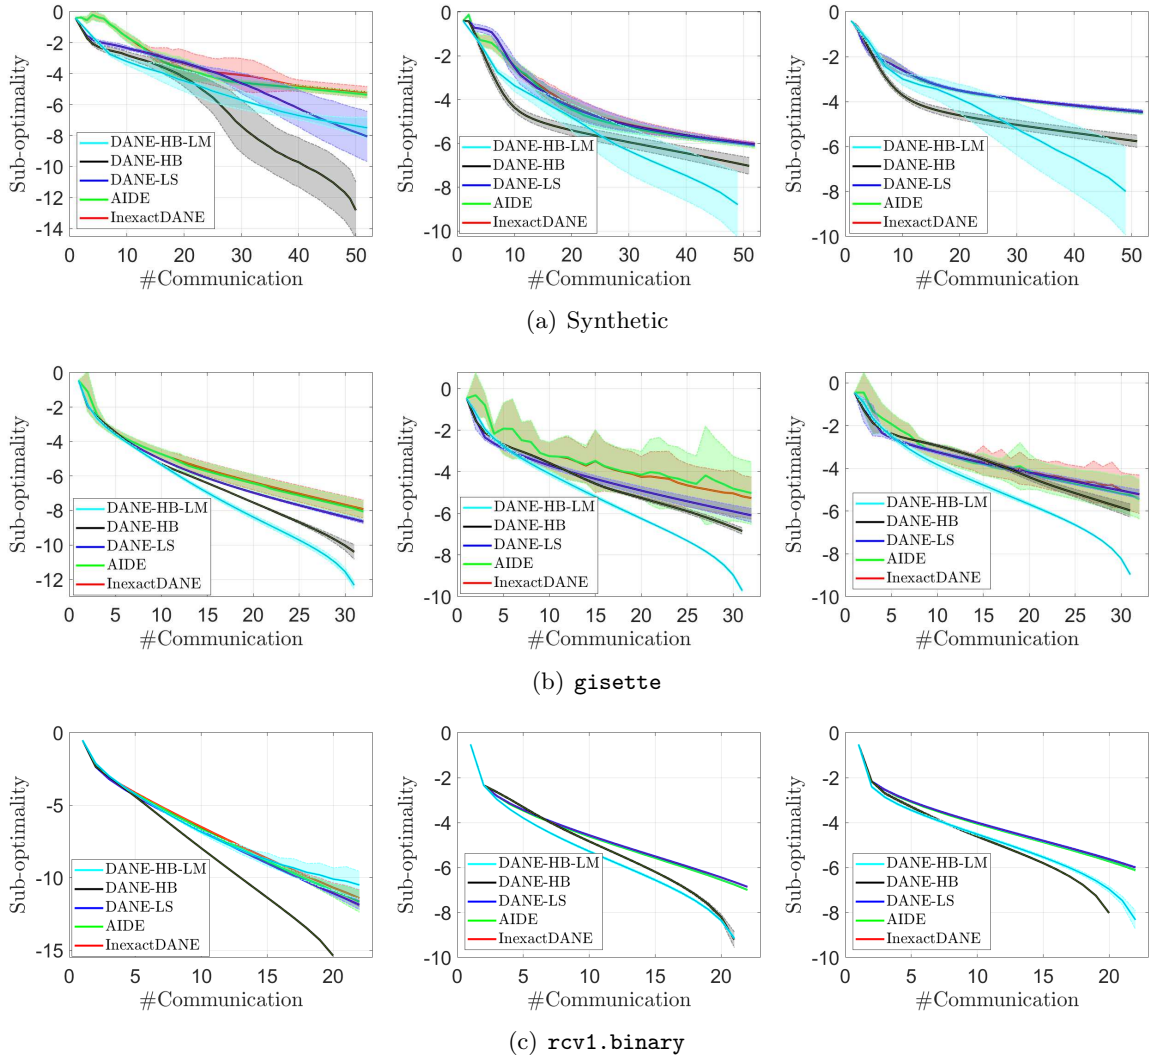 0
-2
-4
-6
-8
-10
-12
-14
Sub-optimality
DANE-HB-LM
DANE-HB
DANE-LS
AIDE
InexactDANE
0 10 20 30 40 50
#Communication
0
-2
-4
-6
-8
-10
Sub-optimality
DANE-HB-LM
DANE-HB
DANE-LS
AIDE
InexactDANE
0 10 20 30 40 50
#Communication
0
-2
-4
-6
-8
-10
Sub-optimality
DANE-HB-LM
DANE-HB
DANE-LS
AIDE
InexactDANE
0 10 20 30 40 50
#Communication
(a) Synthetic
0
-2
-4
-6
-8
-10
-12
Sub-optimality
DANE-HB-LM
DANE-HB
DANE-LS
AIDE
InexactDANE
0 5 10 15 20 25 30
#Communication
0
-2
-4
-6
-8
-10
Sub-optimality
DANE-HB-LM
DANE-HB
DANE-LS
AIDE
InexactDANE
0 5 10 15 20 25 30
#Communication
0
-2
-4
-6
-8
-10
Sub-optimality
DANE-HB-LM
DANE-HB
DANE-LS
AIDE
InexactDANE
0 5 10 15 20 25 30
#Communication
(b) gisette
0
-5
-10
-15
Sub-optimality
DANE-HB-LM
DANE-HB
DANE-LS
AIDE
InexactDANE
0 5 10 15 20
#Communication
0
-2
-4
-6
-8
-10
Sub-optimality
DANE-HB-LM
DANE-HB
DANE-LS
AIDE
InexactDANE
0 5 10 15 20
#Communication
0
-2
-4
-6
-8
-10
Sub-optimality
DANE-HB-LM
DANE-HB
DANE-LS
AIDE
InexactDANE
0 5 10 15 20
#Communication
(c) rcv1.binary